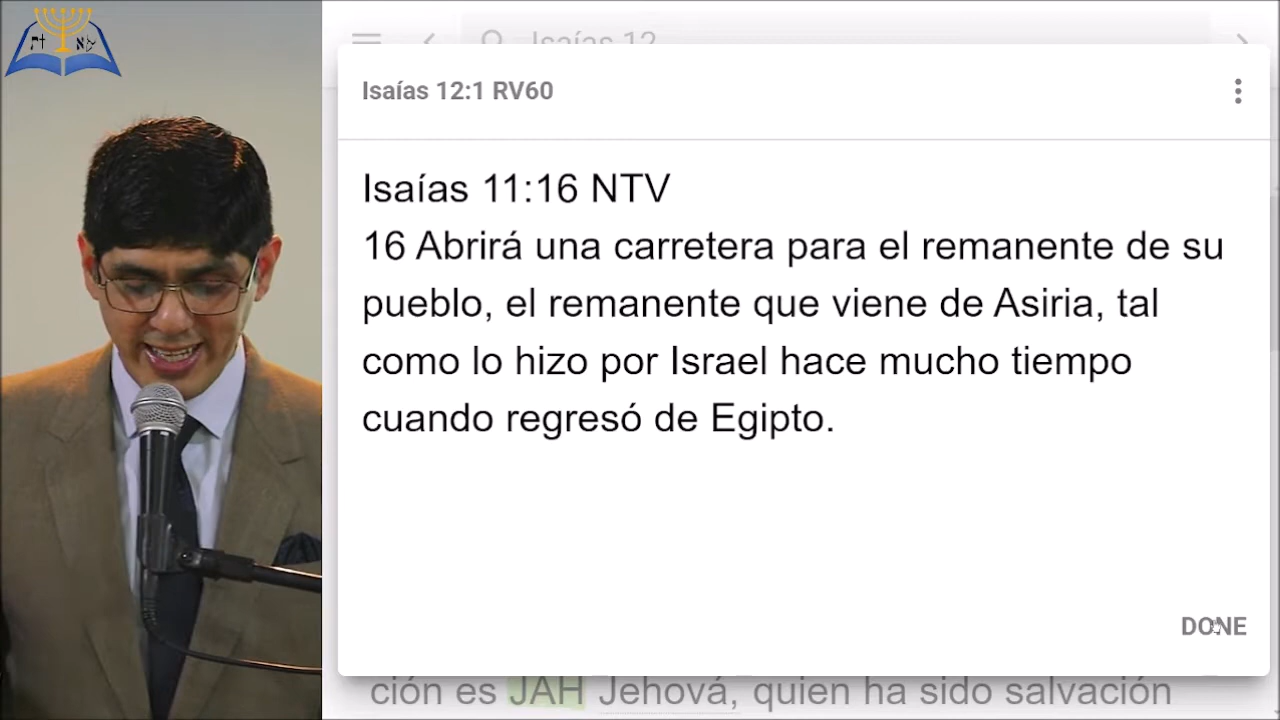 Isaías 12
Isaías 12:1 RV60
Isaías 11:16 NTV
16 Abrirá una carretera para el remanente de su
pueblo, el remanente que viene de Asiria, tal
como lo hizo por Israel hace mucho tiempo
cuando regresó de Egipto.
DONE
ción es JAH Jehová, quien ha sido salvación